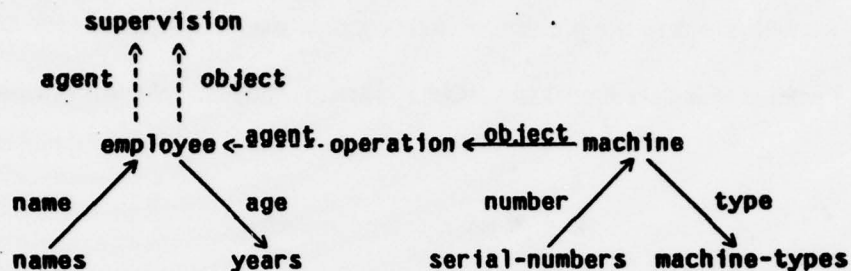 supervision
agent object
employee agent operation object machine
name age number type
names years serial-numbers machine-types